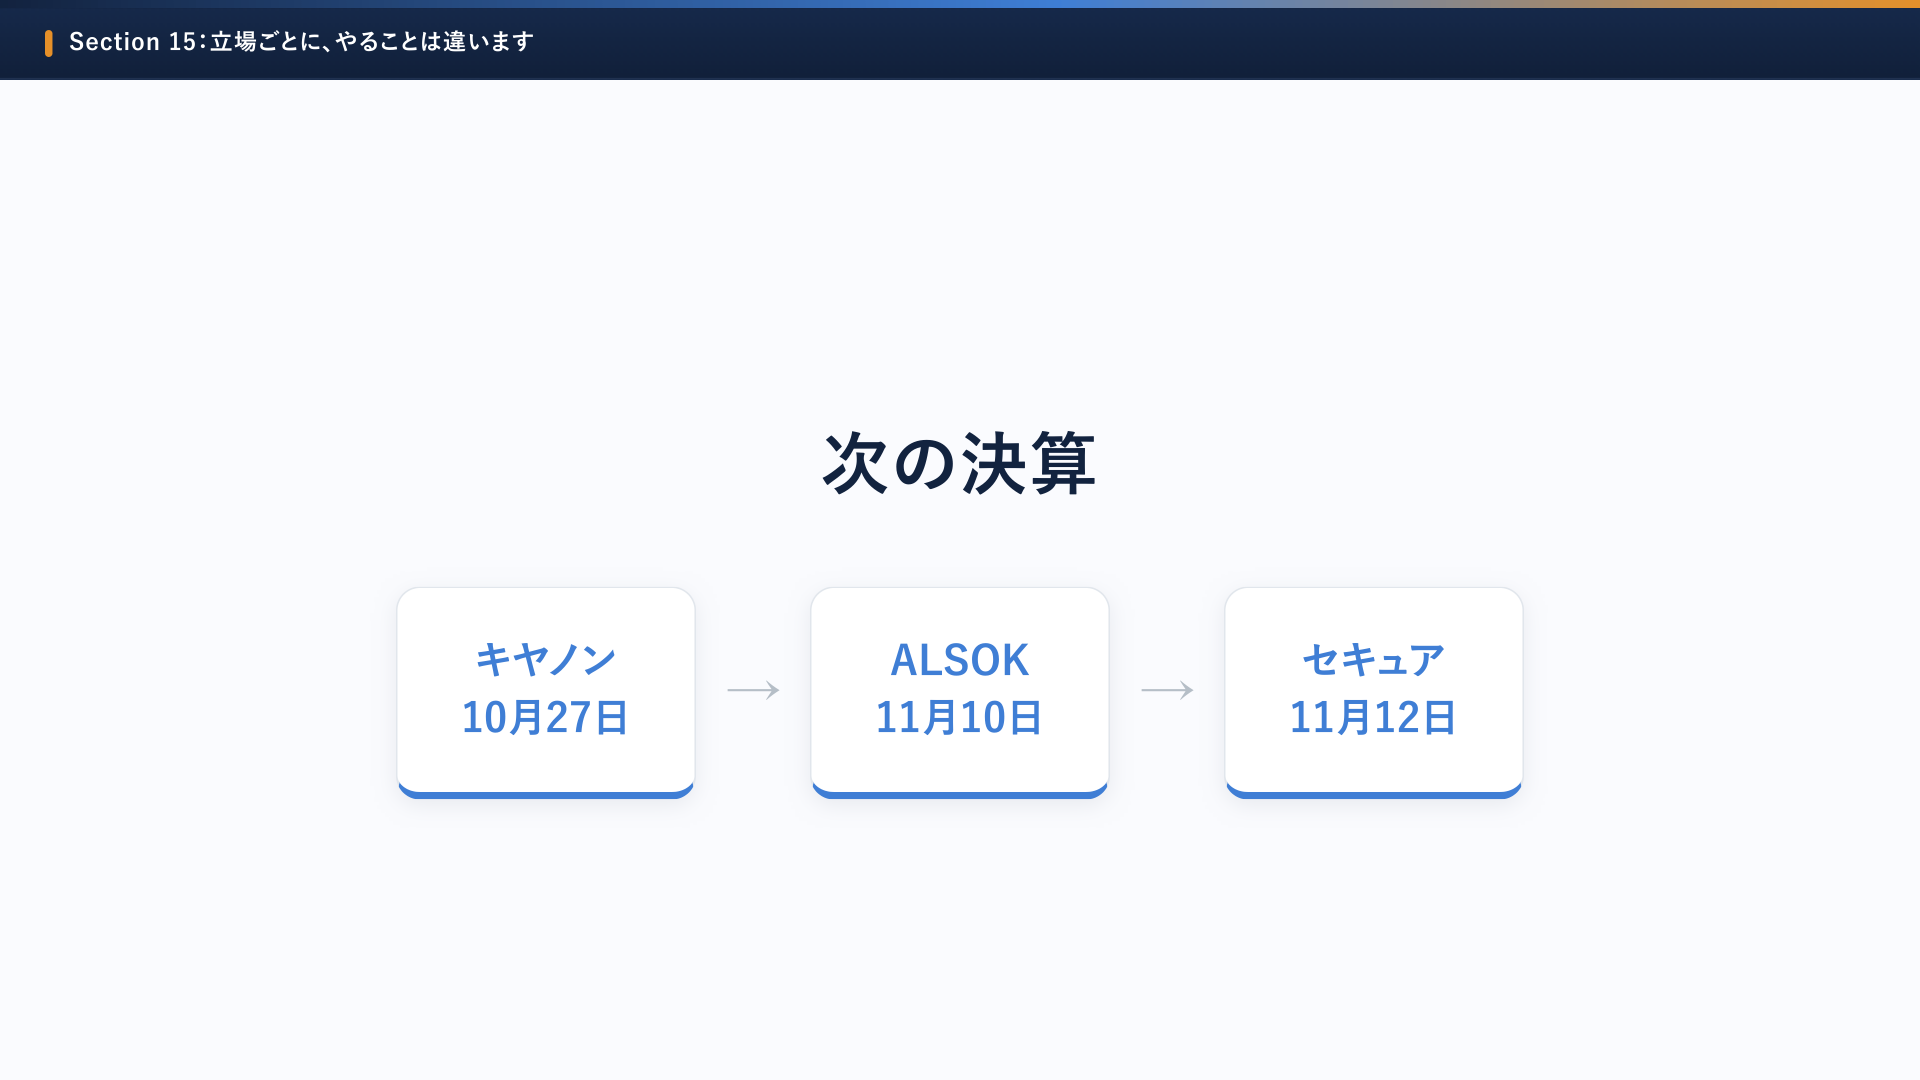 Section 15：立場ごとに、やることは違います
次の決算
キヤノン
10月27日
→
ALSOK
11月10日
→
セキュア
11月12日